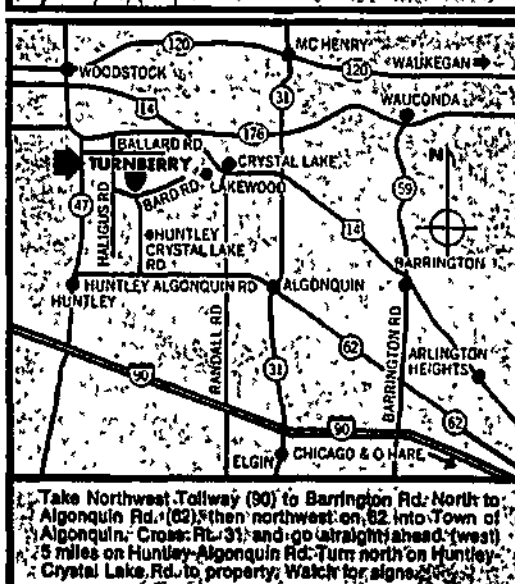 120
MC HENRY
WOODSTOCK
120
WAUKEGAN
14
31
WAUCONDA
176
BALLARD RD
TURNBERRY
CRYSTAL LAKE
N
BARD RD
LAKEWOOD
59
47
HALIGUS RD
HUNTLEY
CRYSTAL LAKE
RD
14
BARRINGTON
HUNTLEY ALGONQUIN RD
ALGONQUIN
HUNTLEY
RANDALL RD
31
62
BARRINGTON RD
ARLINGTON
HEIGHTS
90
90
62
ELGIN
CHICAGO & O HARE
Take Northwest Tollway (90) to Barrington Rd. North to
Algonquin Rd. (62), then northwest on 62 into Town of
Algonquin. Cross Rt. 31 and go straight ahead (west)
5 miles on Huntley-Algonquin Rd. Turn north on Huntley-
Crystal Lake Rd. to property. Watch for signs.